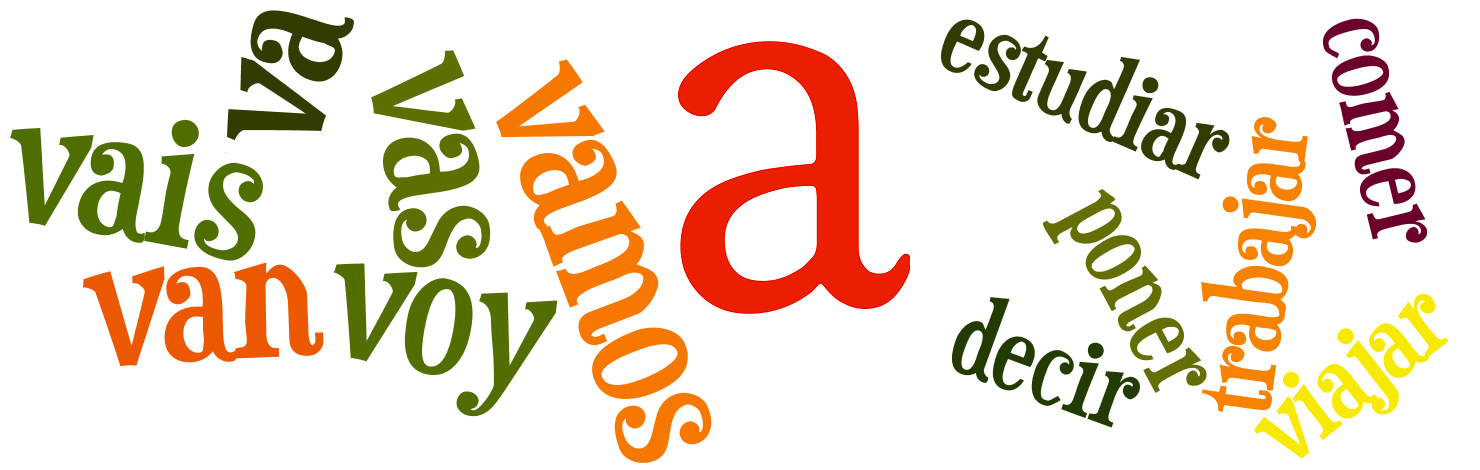 va
vais
vas
vamos
van
voy
a
estudiar
comer
trabajar
poner
decir
viajar